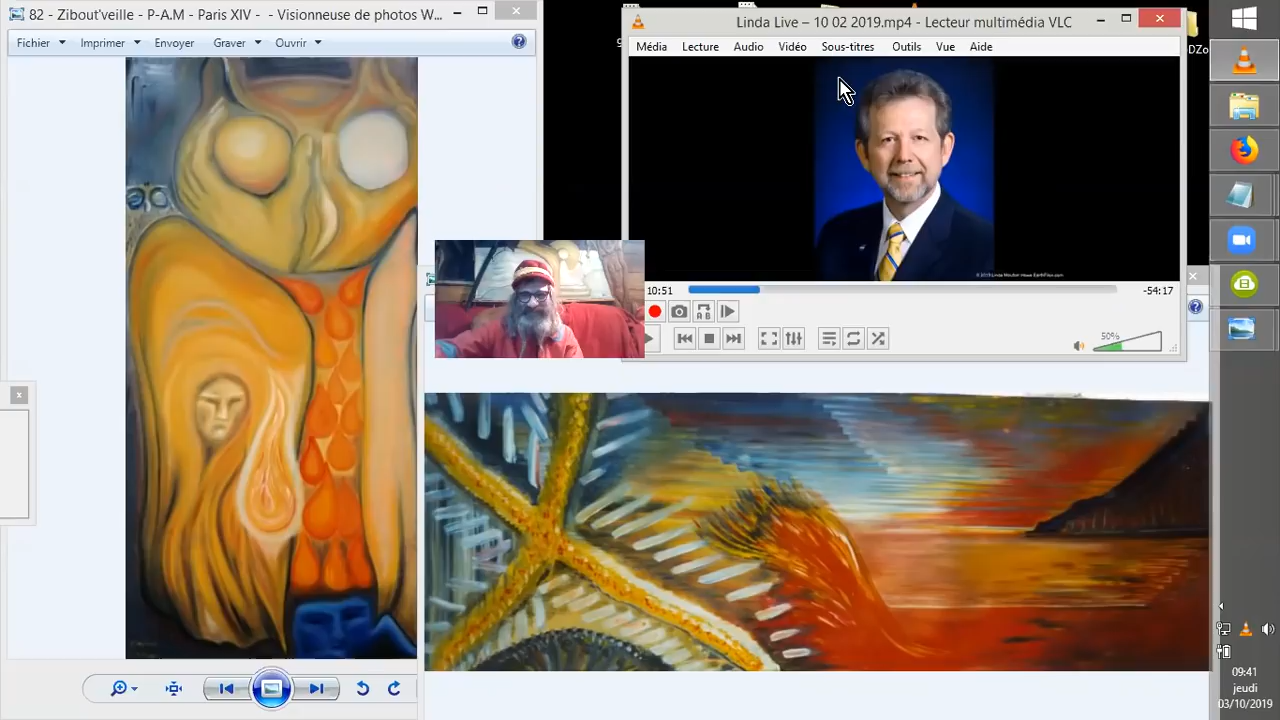 82 - Zibout'veille - P-A.M - Paris XIV - - Visionneuse de photos W...
Fichier Imprimer Envoyer Graver Ouvrir
Linda Live – 10 02 2019.mp4 - Lecteur multimédia VLC
Média Lecture Audio Vidéo Sous-titres Outils Vue Aide
10:51 -54:17
50%
09:41
jeudi
03/10/2019